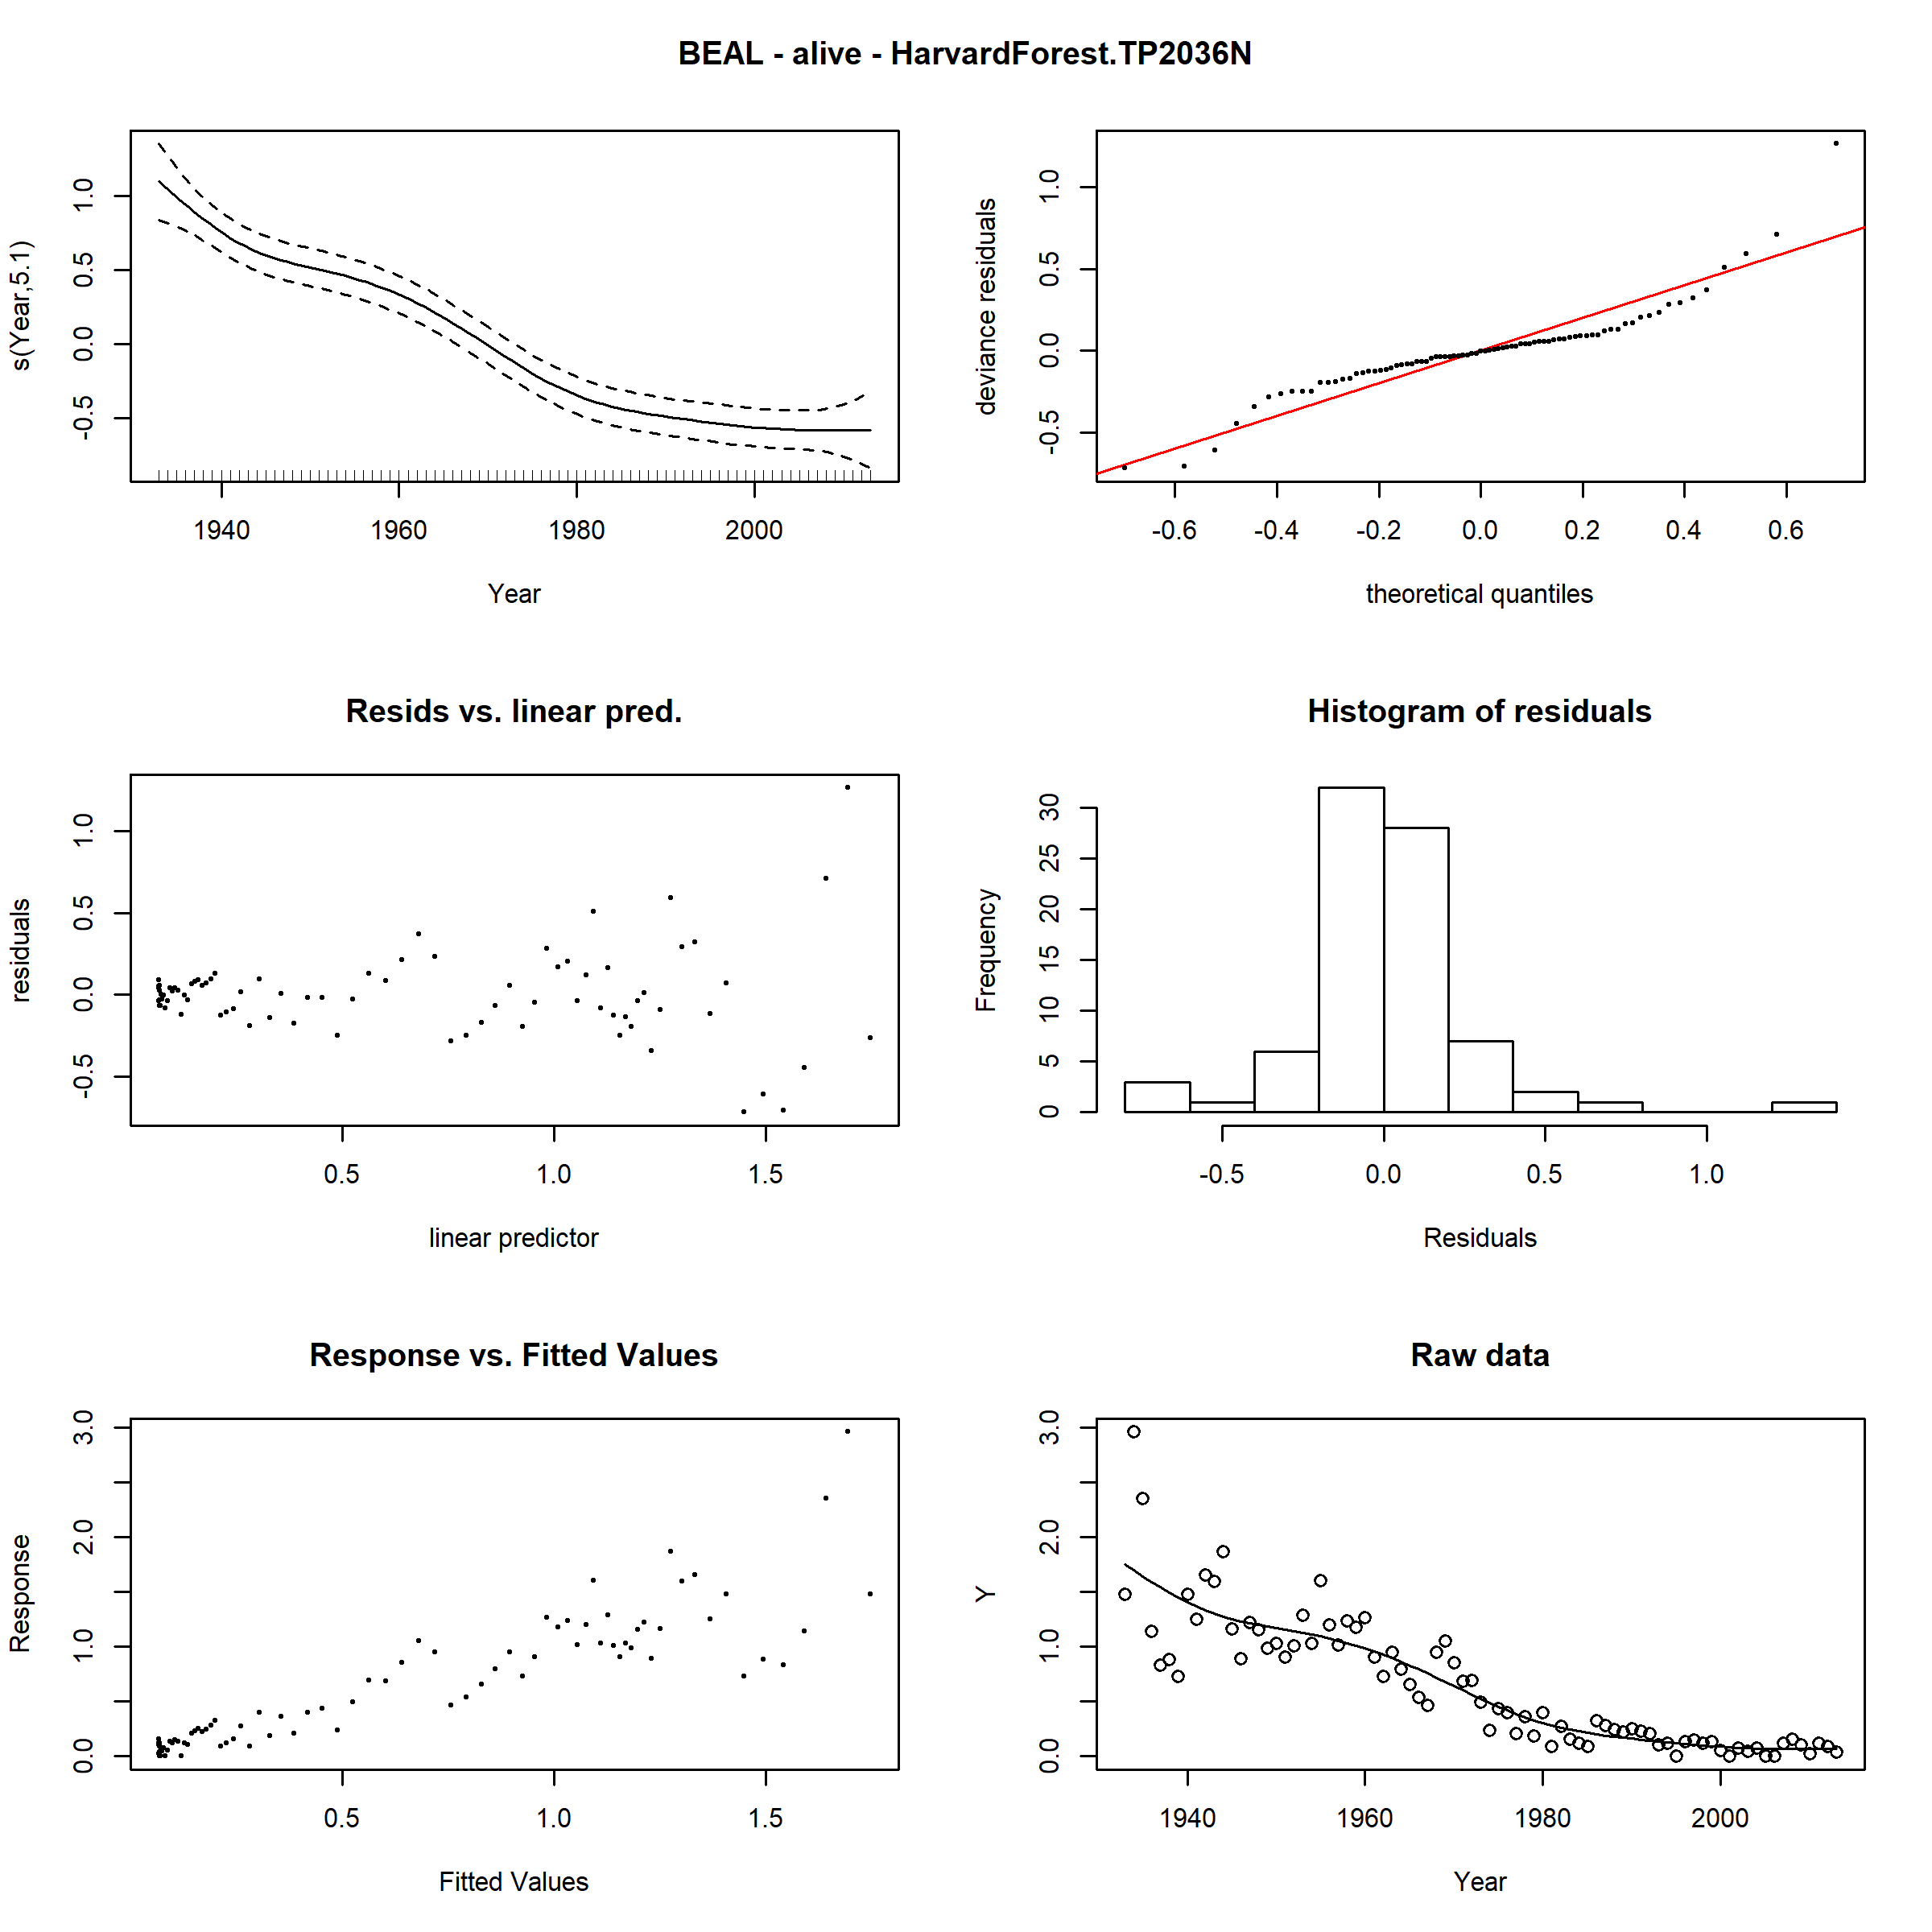 BEAL - alive - HarvardForest.TP2036N
s(Year,5.1)
1.0
0.5
0.0
-0.5
1940 1960 1980 2000
Year
deviance residuals
1.0
0.5
0.0
-0.5
-0.6 -0.4 -0.2 0.0 0.2 0.4 0.6
theoretical quantiles
Resids vs. linear pred.
residuals
1.0
0.5
0.0
-0.5
0.5 1.0 1.5
linear predictor
Histogram of residuals
Frequency
30
25
20
15
10
5
0
-0.5 0.0 0.5 1.0
Residuals
Response vs. Fitted Values
Response
3.0
2.0
1.0
0.0
0.5 1.0 1.5
Fitted Values
Raw data
Y
3.0
2.0
1.0
0.0
1940 1960 1980 2000
Year